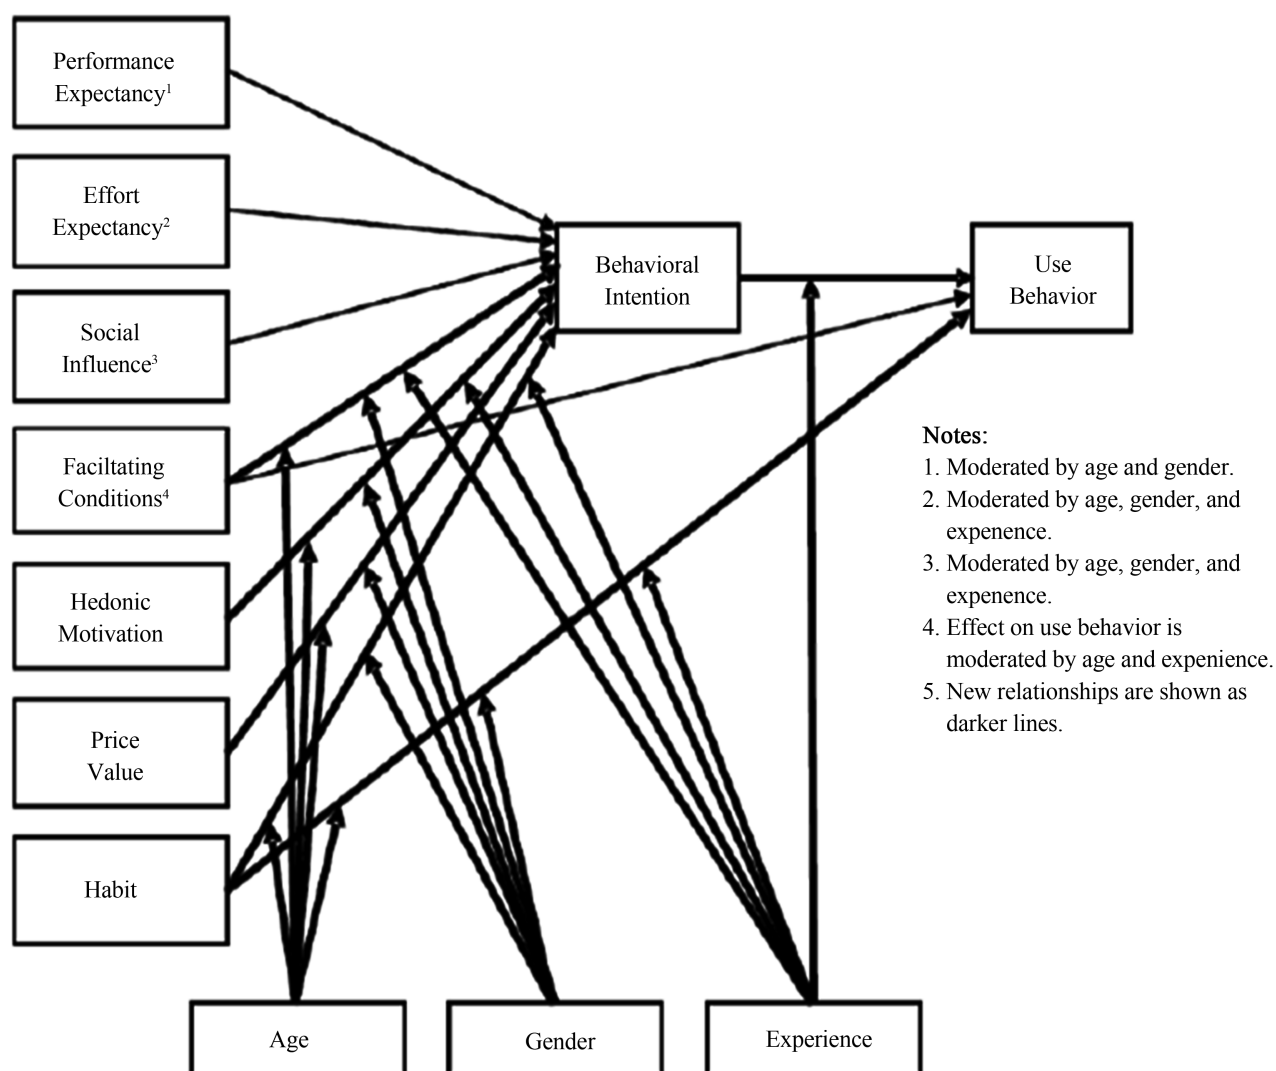 Performance
Expectancy¹
Effort
Expectancy²
Social
Influence³
Faciltating
Conditions⁴
Hedonic
Motivation
Price
Value
Habit
Behavioral
Intention
Use
Behavior
Notes:
1. Moderated by age and gender.
2. Moderated by age, gender, and
expenence.
3. Moderated by age, gender, and
expenence.
4. Effect on use behavior is
moderated by age and expenience.
5. New relationships are shown as
darker lines.
Age
Gender
Experience